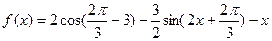 f(x) = 2cos(2π/3 − 3) − 3/2 sin(2x + 2π/3) − x